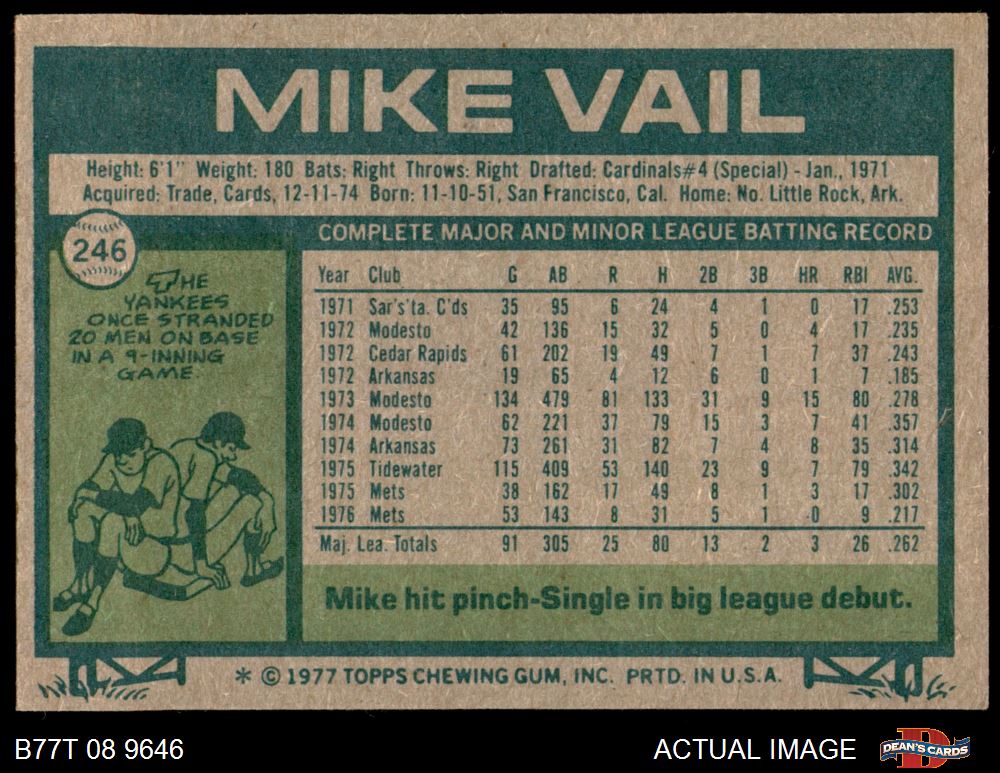 MIKE VAIL
Height: 6'1" Weight: 180 Bats: Right Throws: Right Drafted: Cardinals#4 (Special) - Jan., 1971
Acquired: Trade, Cards, 12-11-74 Born: 11-10-51, San Francisco, Cal. Home: No. Little Rock, Ark.
246
THE
YANKEES
ONCE STRANDED
20 MEN ON BASE
IN A 9-INNING
GAME.
COMPLETE MAJOR AND MINOR LEAGUE BATTING RECORD
Year Club G AB R H 2B 3B HR RBI AVG.
1971 Sar's'ta. C'ds 35 95 6 24 4 1 0 17 .253
1972 Modesto 42 136 15 32 5 0 4 17 .235
1972 Cedar Rapids 61 202 19 49 7 1 7 37 .243
1972 Arkansas 19 65 4 12 6 0 1 7 .185
1973 Modesto 134 479 81 133 31 9 15 80 .278
1974 Modesto 62 221 37 79 15 3 7 41 .357
1974 Arkansas 73 261 31 82 7 4 8 35 .314
1975 Tidewater 115 409 53 140 23 9 7 79 .342
1975 Mets 38 162 17 49 8 1 3 17 .302
1976 Mets 53 143 8 31 5 1 0 9 .217
Maj. Lea. Totals 91 305 25 80 13 2 3 26 .262
Mike hit pinch-Single in big league debut.
* © 1977 TOPPS CHEWING GUM, INC. PRTD. IN U.S.A.
B77T 08 9646
ACTUAL IMAGE
DEAN'S CARDS